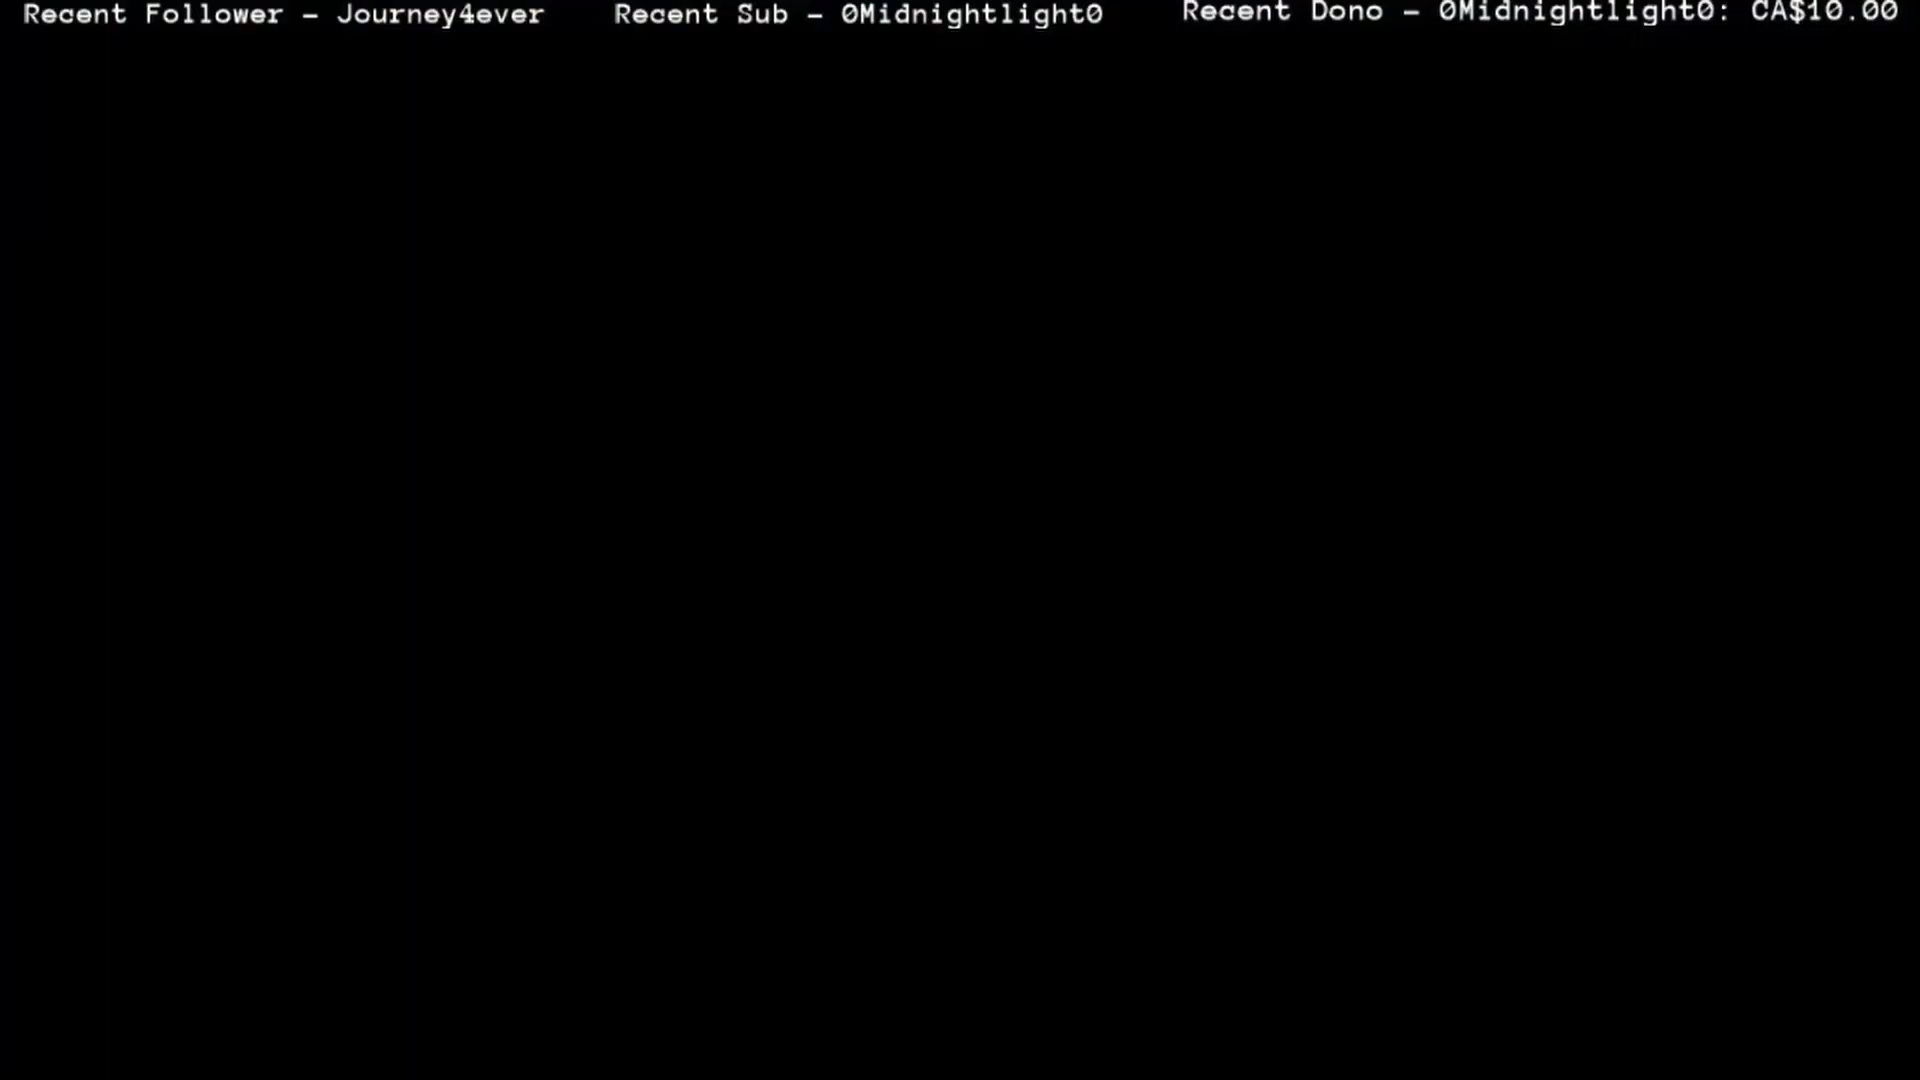 Recent Follower - Journey4ever
Recent Sub - 0Midnightlight0
Recent Dono - 0Midnightlight0: CA$10.00